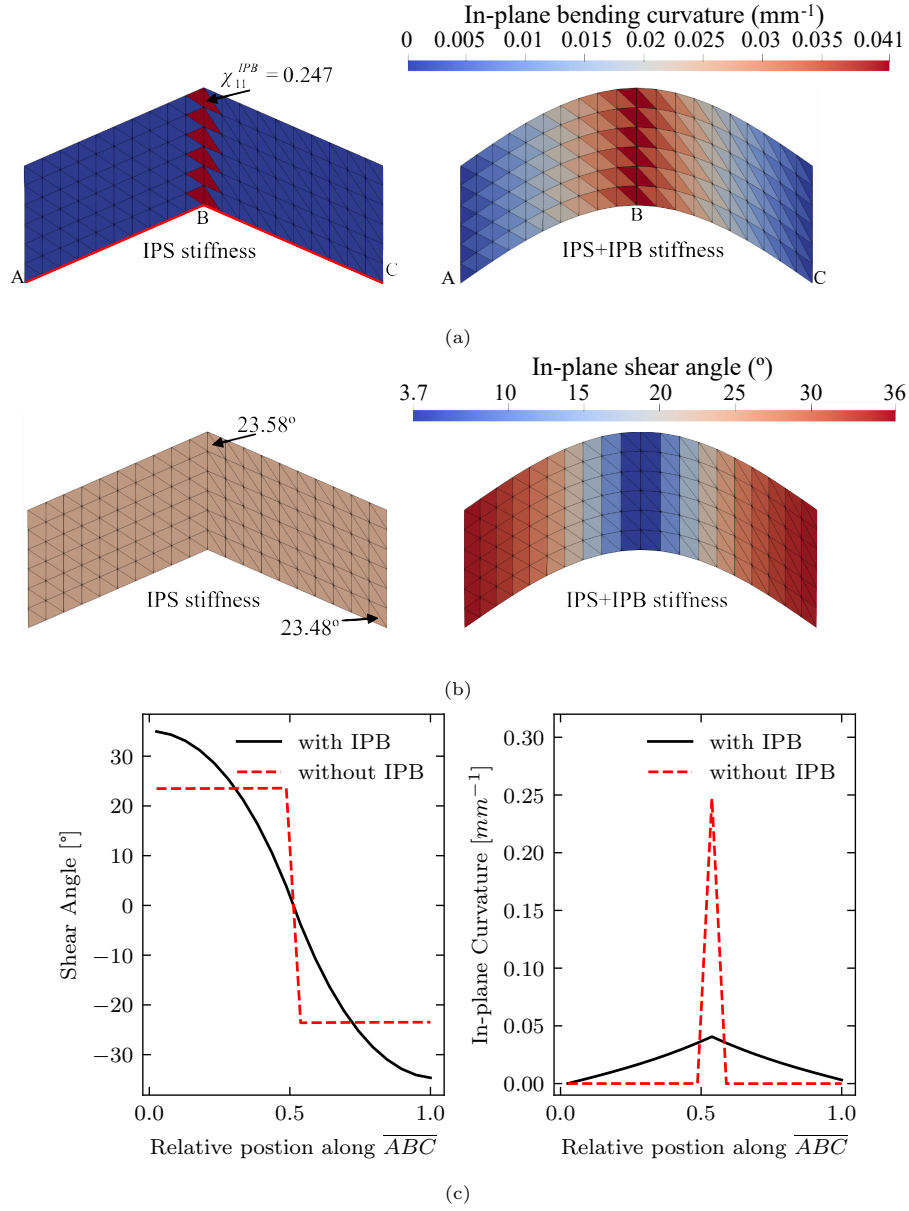 In-plane bending curvature (mm-1)
0 0.005 0.01 0.015 0.02 0.025 0.03 0.035 0.041
χ11IPB = 0.247
B
IPS stiffness
A
C
B
IPS+IPB stiffness
A
C
(a)
In-plane shear angle (º)
3.7 10 15 20 25 30 36
23.58º
IPS stiffness
23.48º
IPS+IPB stiffness
(b)
with IPB
without IPB
30
20
10
0
−10
−20
−30
Shear Angle [°]
0.0 0.5 1.0
Relative postion along ABC
with IPB
without IPB
0.30
0.25
0.20
0.15
0.10
0.05
0.00
In-plane Curvature [mm−1]
0.0 0.5 1.0
Relative postion along ABC
(c)